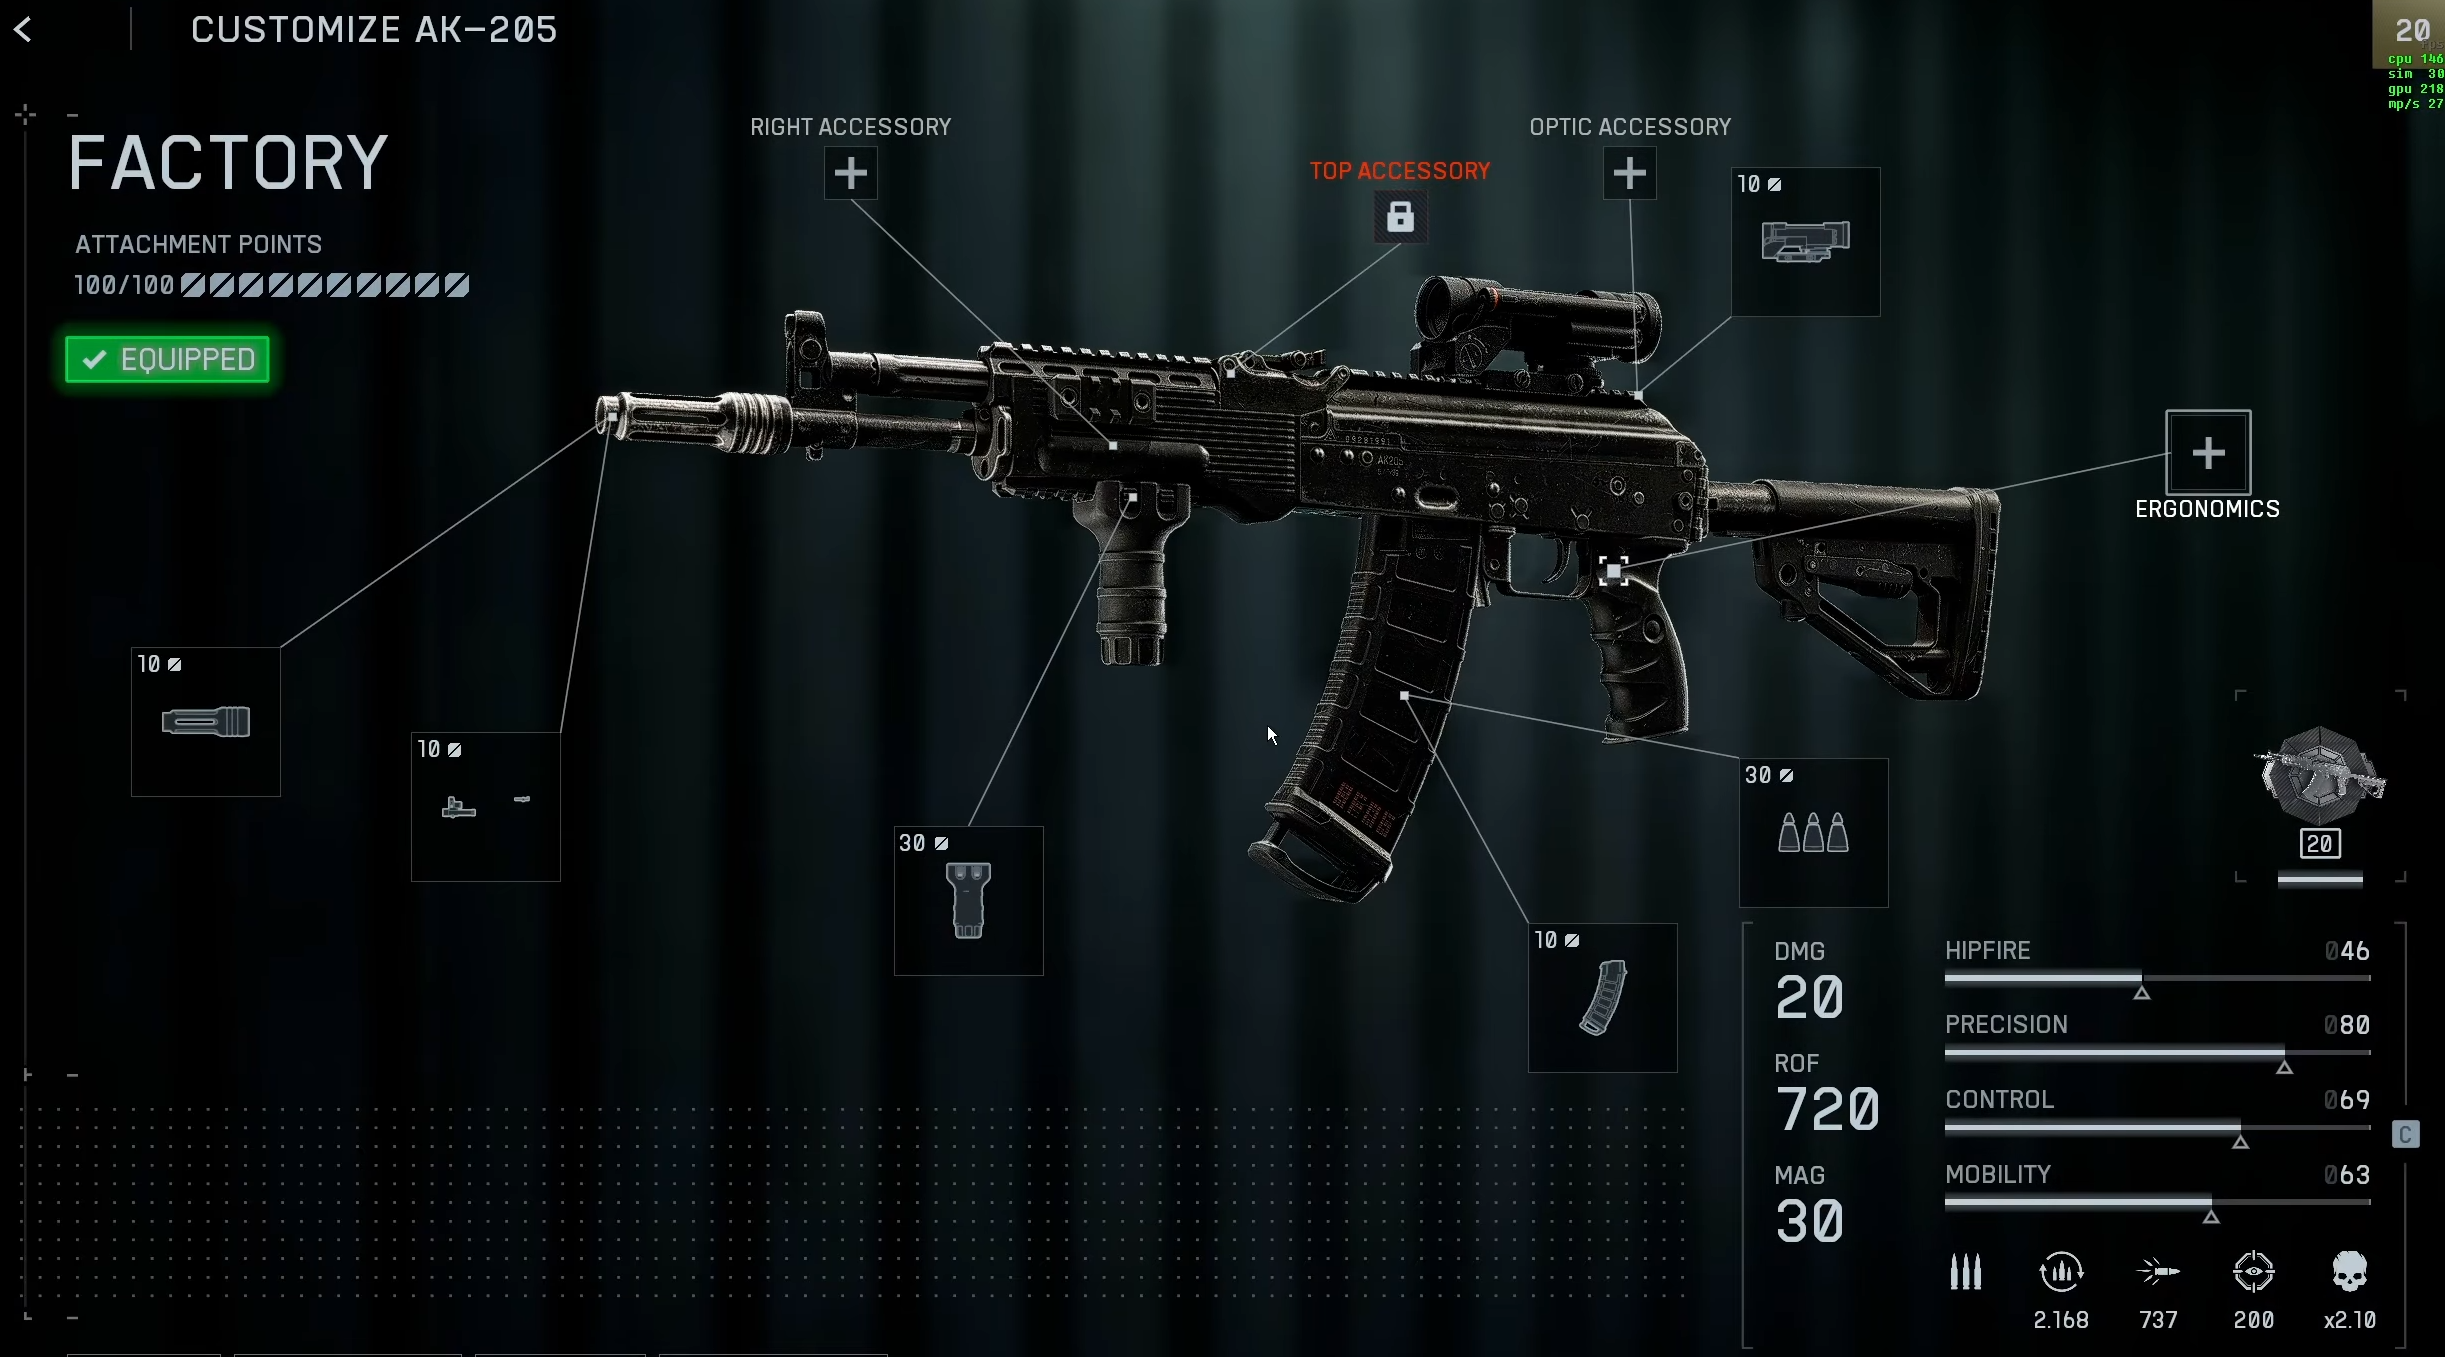 CUSTOMIZE AK-205
20
fps
cpu 146
sim 30
gpu 218
mp/s 27
FACTORY
ATTACHMENT POINTS
100/100
EQUIPPED
RIGHT ACCESSORY
TOP ACCESSORY
OPTIC ACCESSORY
10
ERGONOMICS
AK205
10
10
30
30
10
20
DMG
20
ROF
720
MAG
30
HIPFIRE 046
PRECISION 080
CONTROL 069
MOBILITY 063
C
2.168
737
200
x2.10